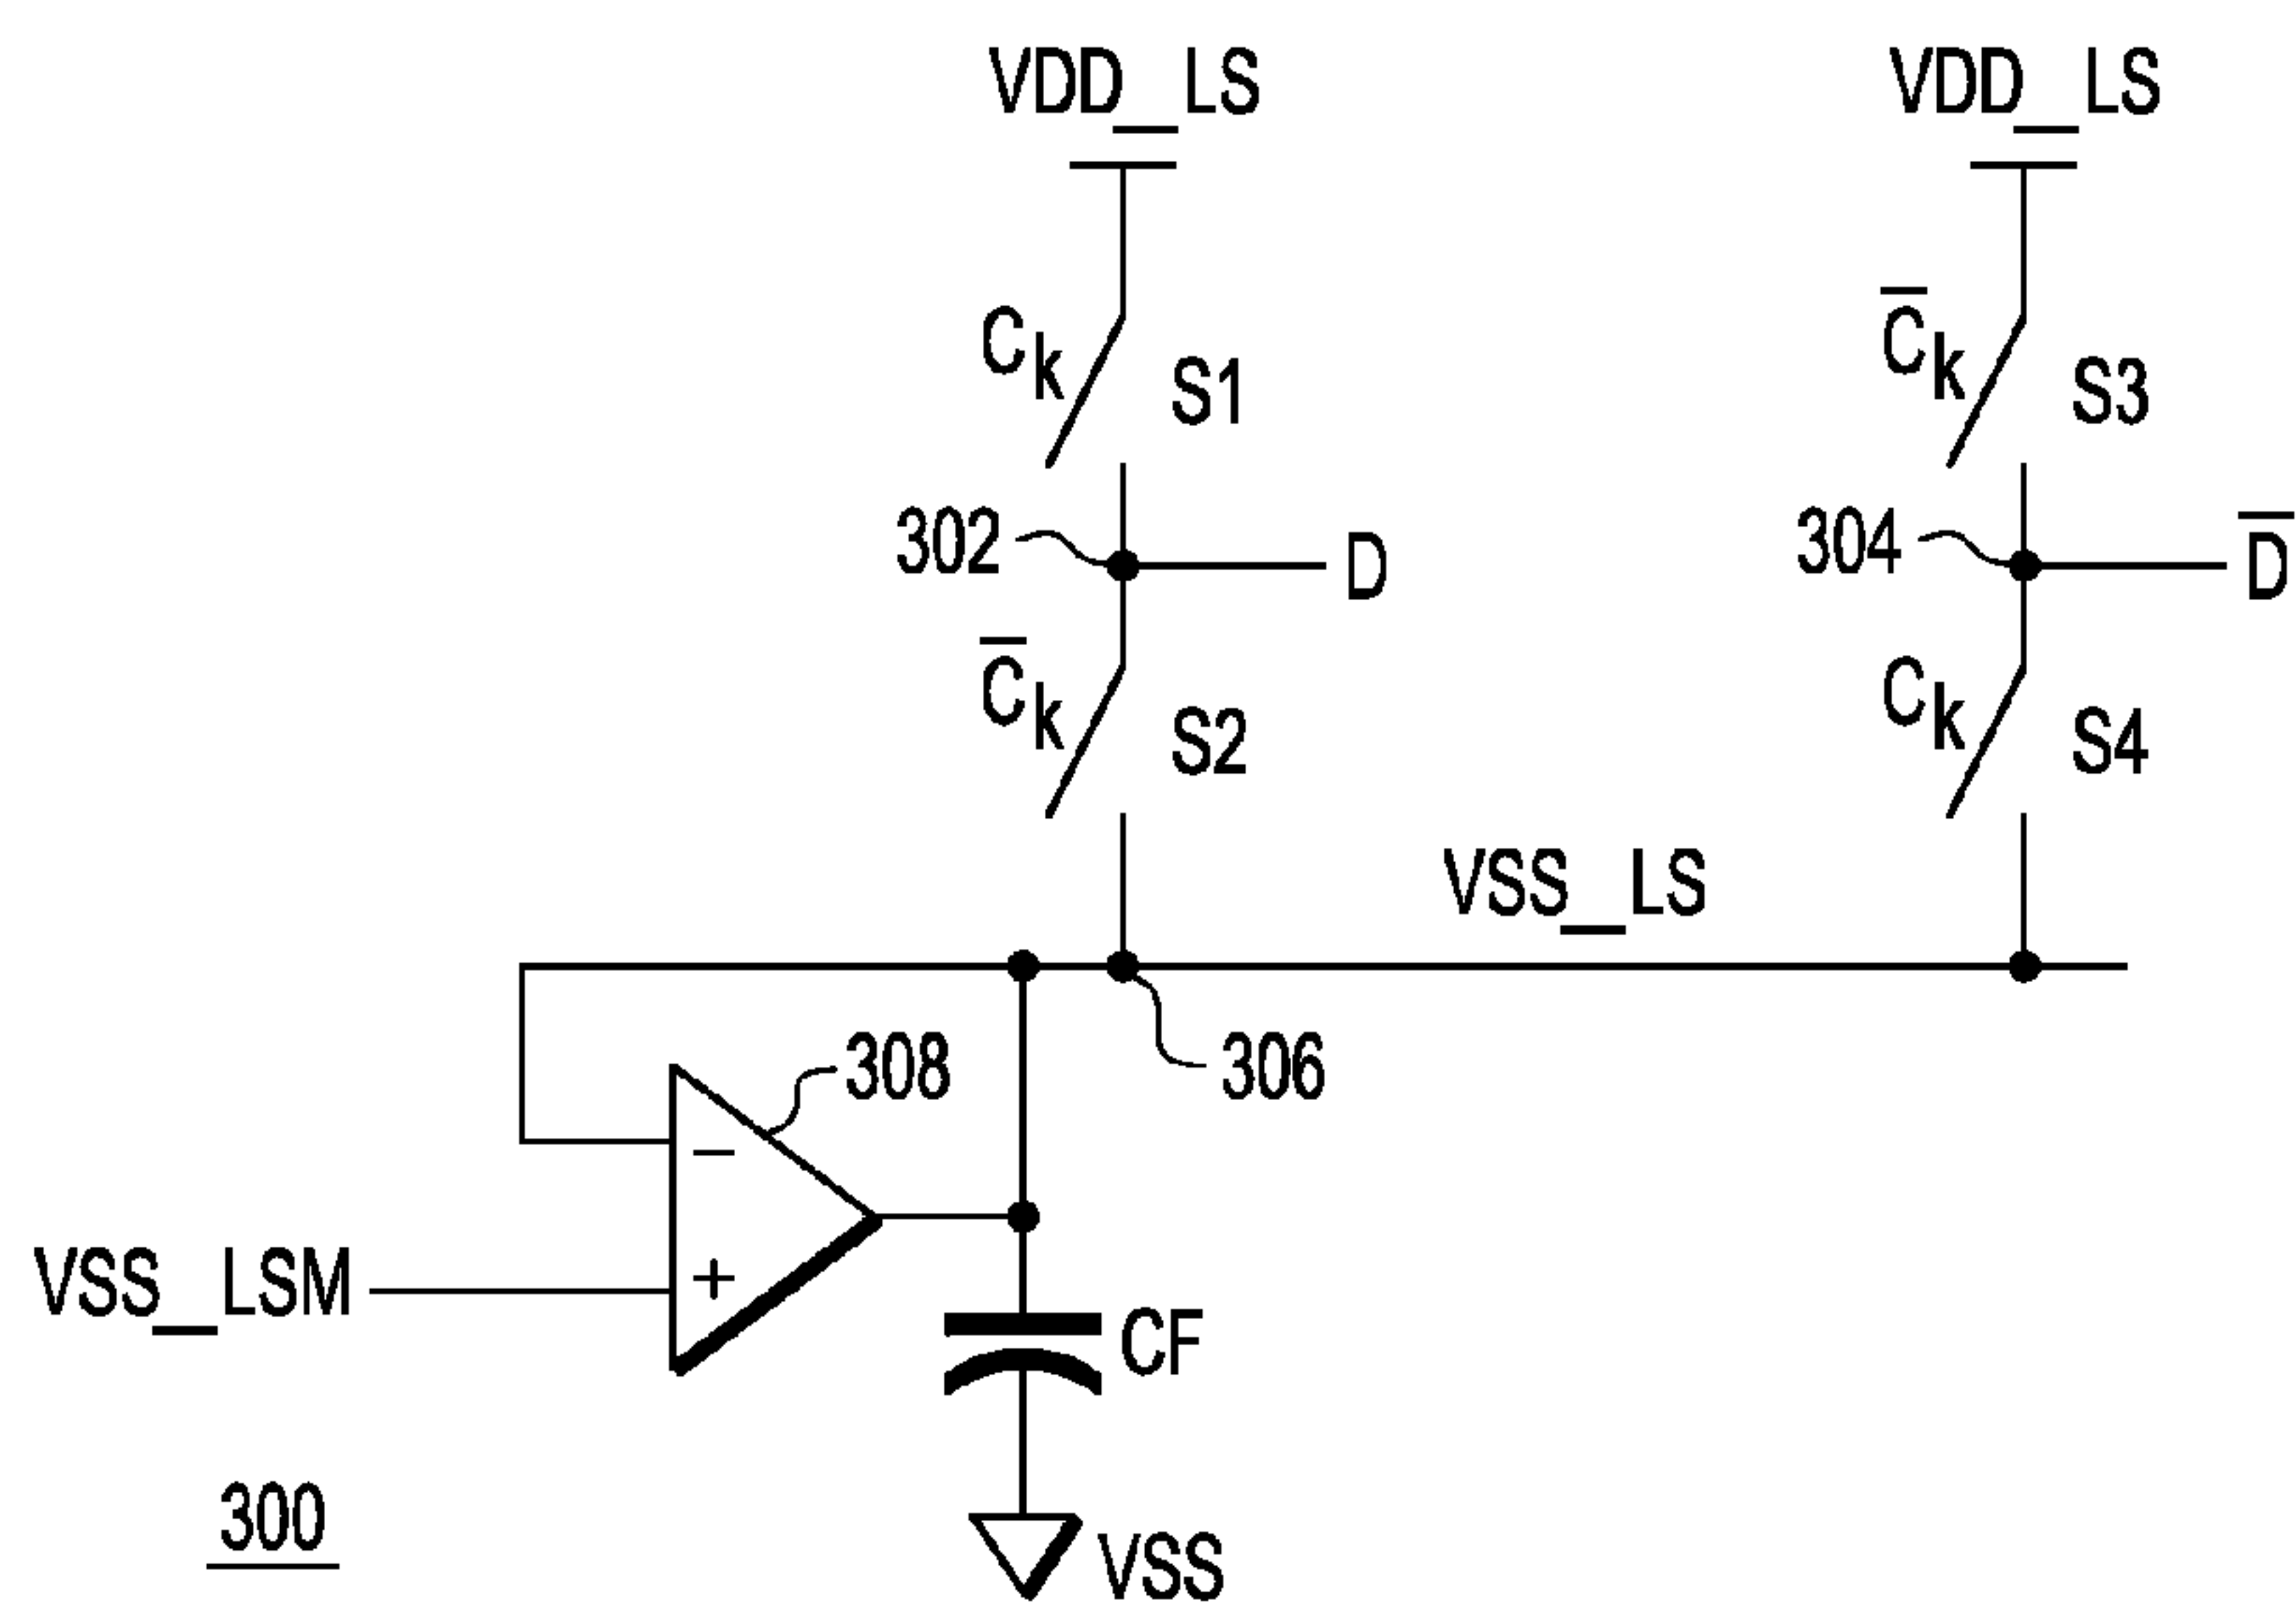 VDD_LS VDD_LS
C̅k
Ck
S1 S3
302 D 304 D̅
C̅k Ck
S2 S4
VSS_LS
308 306
−
+
VSS_LSM
CF
300
VSS